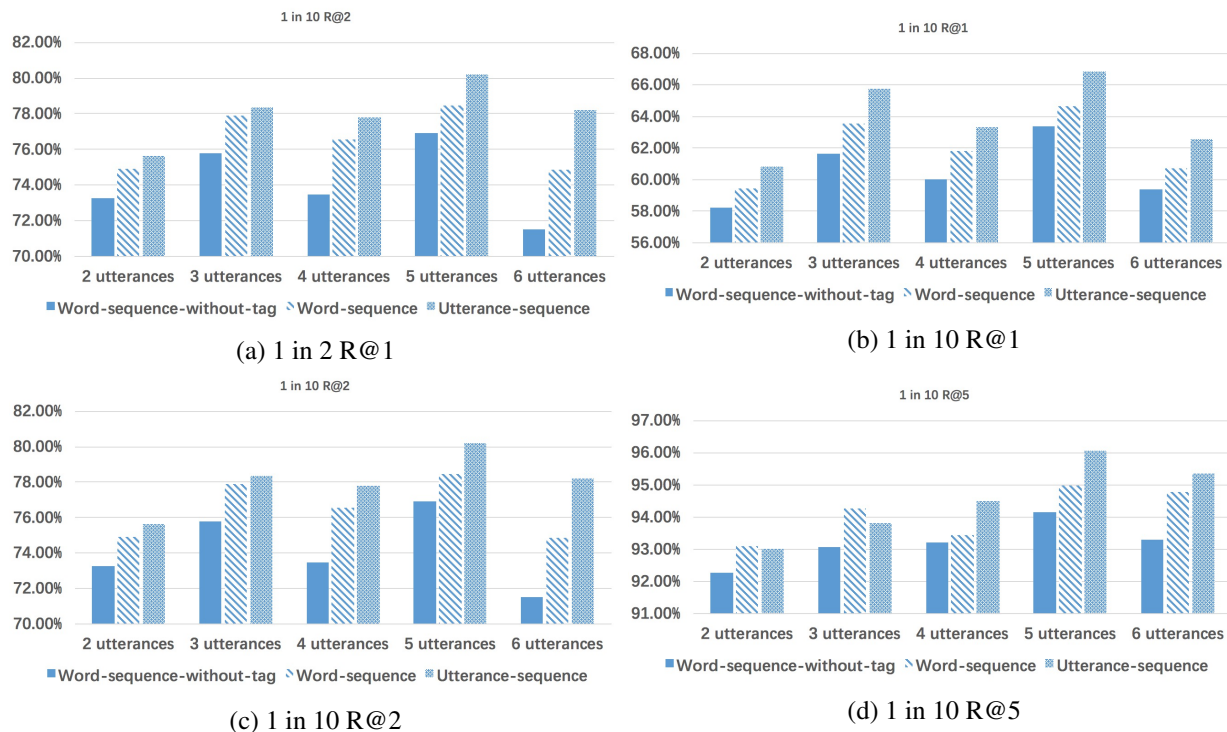 1 in 10 R@2
82.00%
80.00%
78.00%
76.00%
74.00%
72.00%
70.00%
2 utterances 3 utterances 4 utterances 5 utterances 6 utterances
Word-sequence-without-tag Word-sequence Utterance-sequence
(a) 1 in 2 R@1
1 in 10 R@1
68.00%
66.00%
64.00%
62.00%
60.00%
58.00%
56.00%
2 utterances 3 utterances 4 utterances 5 utterances 6 utterances
Word-sequence-without-tag Word-sequence Utterance-sequence
(b) 1 in 10 R@1
1 in 10 R@2
82.00%
80.00%
78.00%
76.00%
74.00%
72.00%
70.00%
2 utterances 3 utterances 4 utterances 5 utterances 6 utterances
Word-sequence-without-tag Word-sequence Utterance-sequence
(c) 1 in 10 R@2
1 in 10 R@5
97.00%
96.00%
95.00%
94.00%
93.00%
92.00%
91.00%
2 utterances 3 utterances 4 utterances 5 utterances 6 utterances
Word-sequence-without-tag Word-sequence Utterance-sequence
(d) 1 in 10 R@5